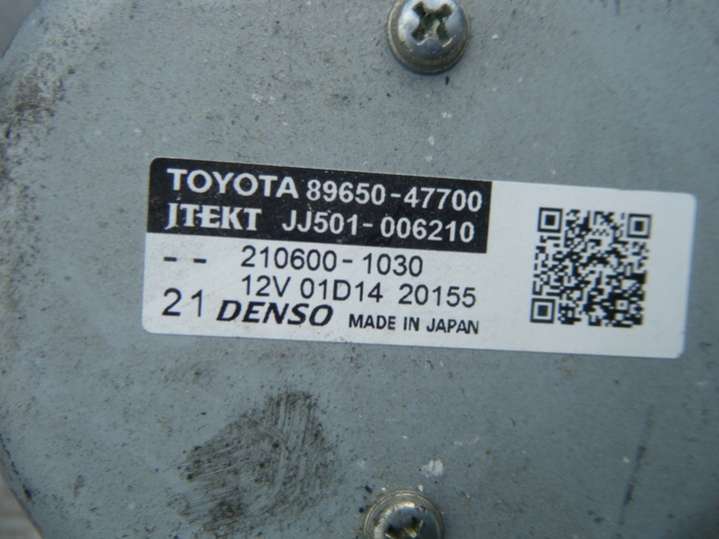 TOYOTA 89650-47700
JTEKT JJ501-006210
-- 210600-1030
12V 01D14 20155
21 DENSO MADE IN JAPAN